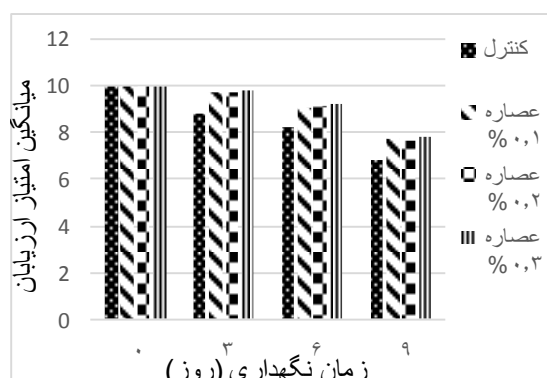 میانگین امتیاز ارزیابان
12
10
8
6
4
2
0
۰ ۳ ۶ ۹
زمان نگهداری (روز)
کنترل
عصاره
% ۰,۱
عصاره
% ۰,۲
عصاره
% ۰,۳